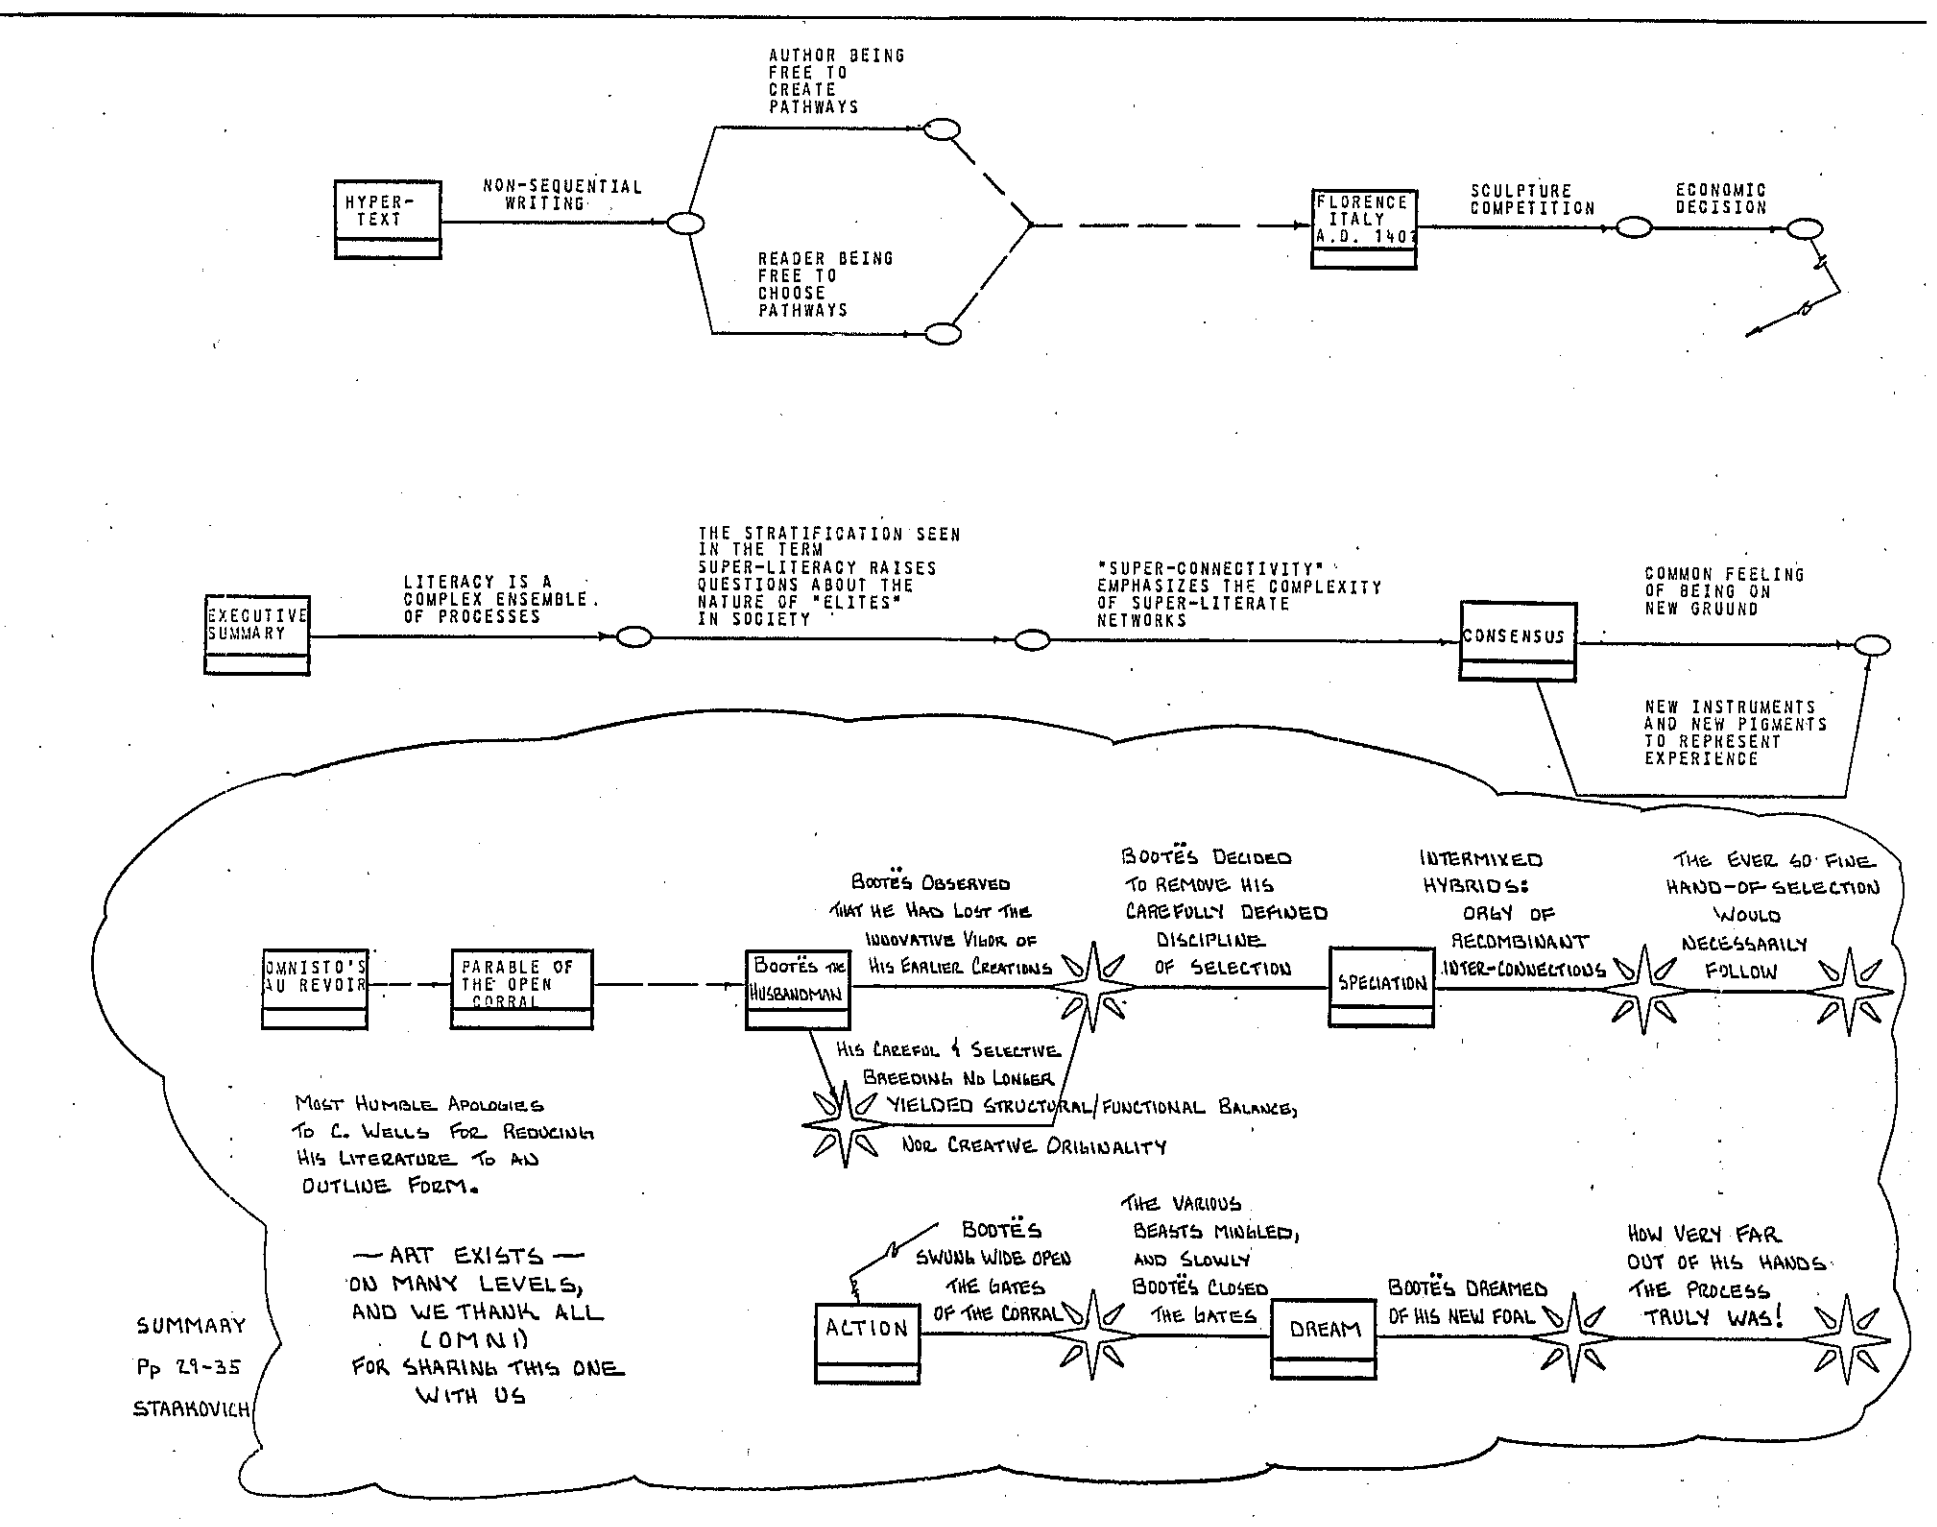 AUTHOR BEING
FREE TO
CREATE
PATHWAYS
HYPER-
TEXT
NON-SEQUENTIAL
WRITING
READER BEING
FREE TO
CHOOSE
PATHWAYS
FLORENCE
ITALY
A.D. 140
SCULPTURE
COMPETITION
ECONOMIC
DECISION
EXECUTIVE
SUMMARY
LITERACY IS A
COMPLEX ENSEMBLE
OF PROCESSES
THE STRATIFICATION SEEN
IN THE TERM
SUPER-LITERACY RAISES
QUESTIONS ABOUT THE
NATURE OF "ELITES"
IN SOCIETY
"SUPER-CONNECTIVITY"
EMPHASIZES THE COMPLEXITY
OF SUPER-LITERATE
NETWORKS
CONSENSUS
COMMON FEELING
OF BEING ON
NEW GROUND
NEW INSTRUMENTS
AND NEW PIGMENTS
TO REPRESENT
EXPERIENCE
OMNISTO'S
AU REVOIR
PARABLE OF
THE OPEN
CORRAL
BOOTËS THE
HUSBANDMAN
BOOTËS OBSERVED
THAT HE HAD LOST THE
INNOVATIVE VIGOR OF
HIS EARLIER CREATIONS
BOOTËS DECIDED
TO REMOVE HIS
CAREFULLY DEFINED
DISCIPLINE
OF SELECTION
SPECIATION
INTERMIXED
HYBRIDS:
ORGY OF
RECOMBINANT
INTER-CONNECTIONS
THE EVER SO FINE
HAND-OF-SELECTION
WOULD
NECESSARILY
FOLLOW
HIS CAREFUL & SELECTIVE
BREEDING NO LONGER
YIELDED STRUCTURAL/FUNCTIONAL BALANCE,
NOR CREATIVE ORIGINALITY
MOST HUMBLE APOLOGIES
TO C. WELLS FOR REDUCING
HIS LITERATURE TO AN
OUTLINE FORM.
— ART EXISTS —
ON MANY LEVELS,
AND WE THANK ALL
(OMNI)
FOR SHARING THIS ONE
WITH US
SUMMARY
Pp 29-35
STARKOVICH
ACTION
BOOTËS
SWUNG WIDE OPEN
THE GATES
OF THE CORRAL
THE VARIOUS
BEASTS MINGLED,
AND SLOWLY
BOOTËS CLOSED
THE GATES
DREAM
BOOTËS DREAMED
OF HIS NEW FOAL
HOW VERY FAR
OUT OF HIS HANDS
THE PROCESS
TRULY WAS!